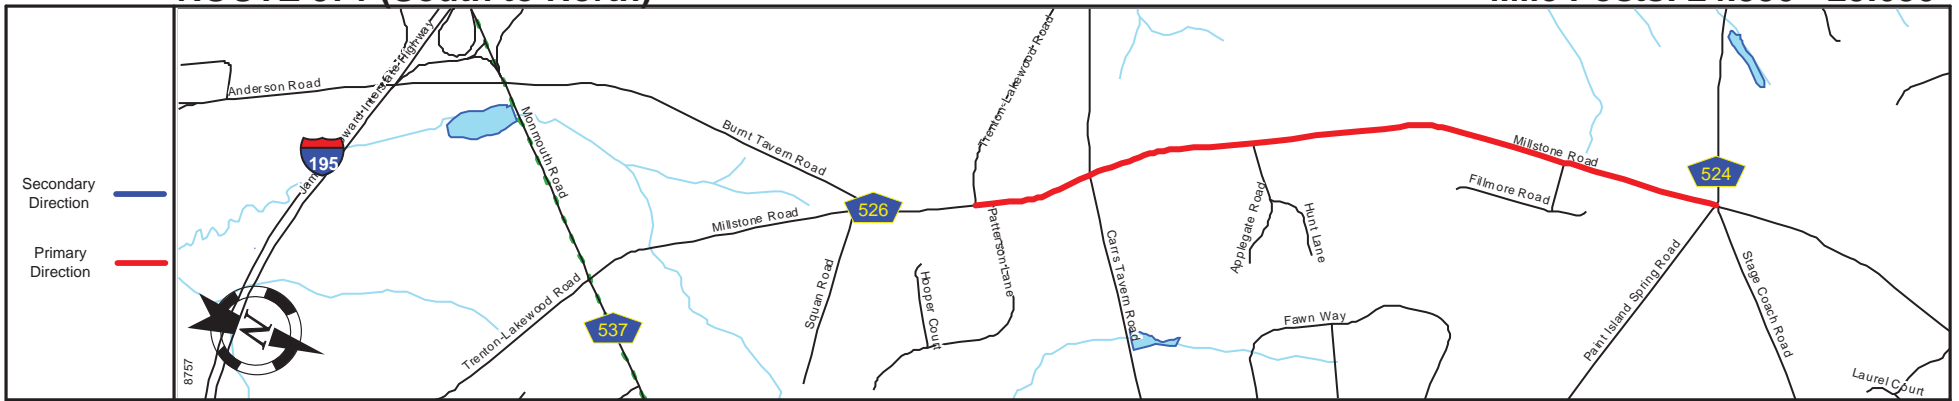 Secondary
Direction
Primary
Direction
Anderson Road
195
Monmouth Road
Burnt Tavern Road
Trenton-Lakewood Road
Millstone Road
526
Millstone Road
524
Fillmore Road
Applegate Road
Hunt Lane
Patterson Lane
Carrs Tavern Road
Squan Road
Hooper Court
Trenton-Lakewood Road
537
Fawn Way
Paint Island Spring Road
Stage Coach Road
Laurel Court
N
8757